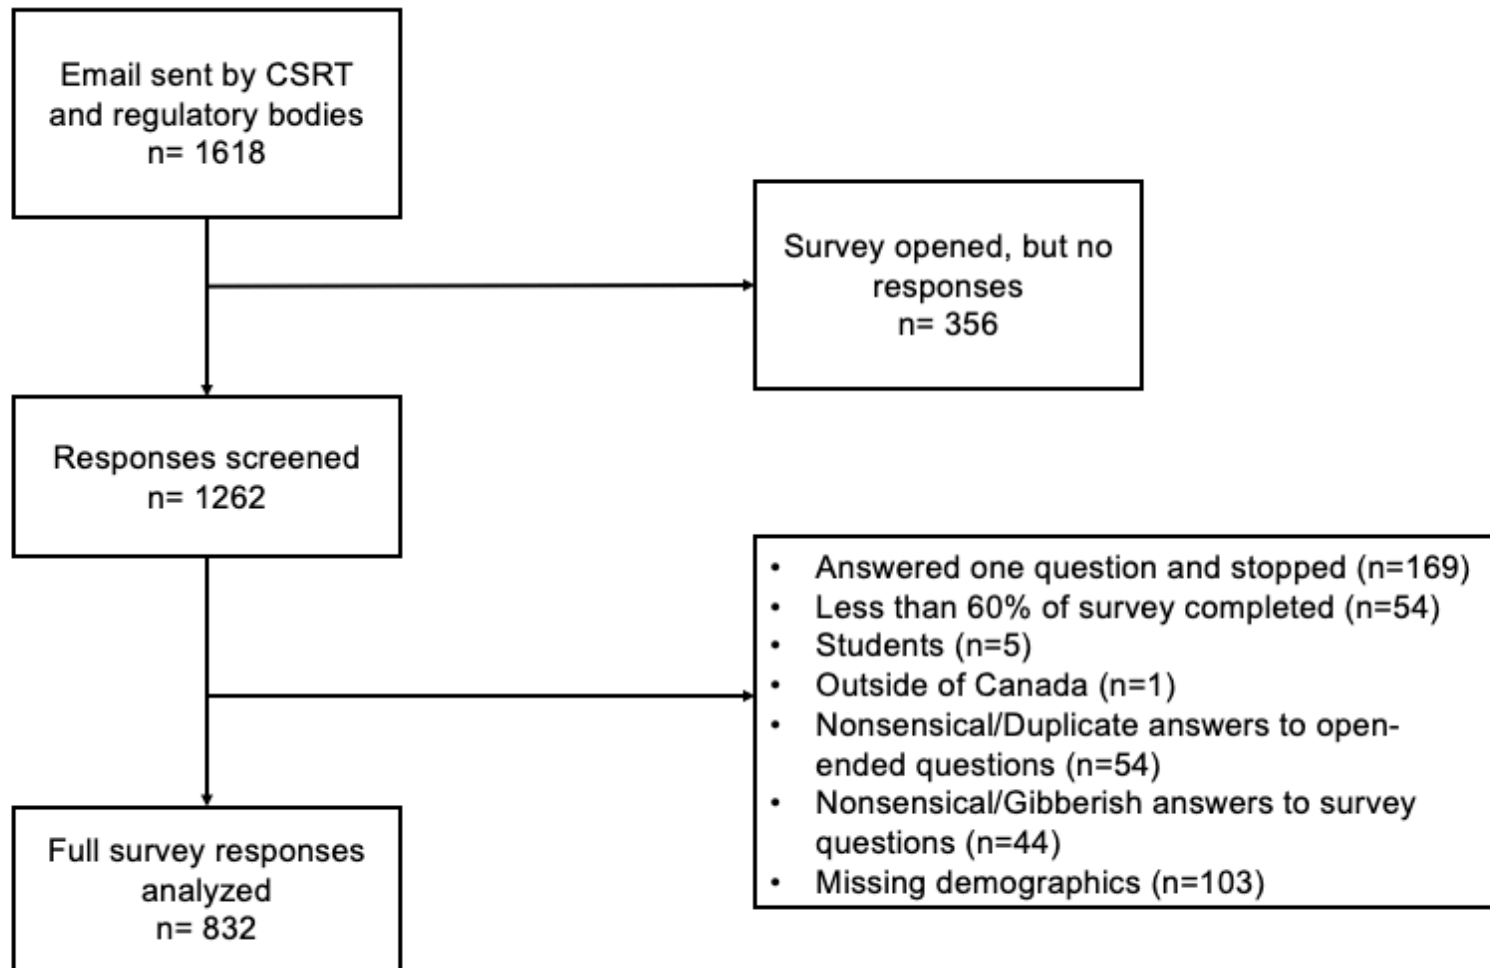 Email sent by CSRT
and regulatory bodies
n= 1618
Survey opened, but no
responses
n= 356
Responses screened
n= 1262
• Answered one question and stopped (n=169)
• Less than 60% of survey completed (n=54)
• Students (n=5)
• Outside of Canada (n=1)
• Nonsensical/Duplicate answers to open-
ended questions (n=54)
• Nonsensical/Gibberish answers to survey
questions (n=44)
• Missing demographics (n=103)
Full survey responses
analyzed
n= 832